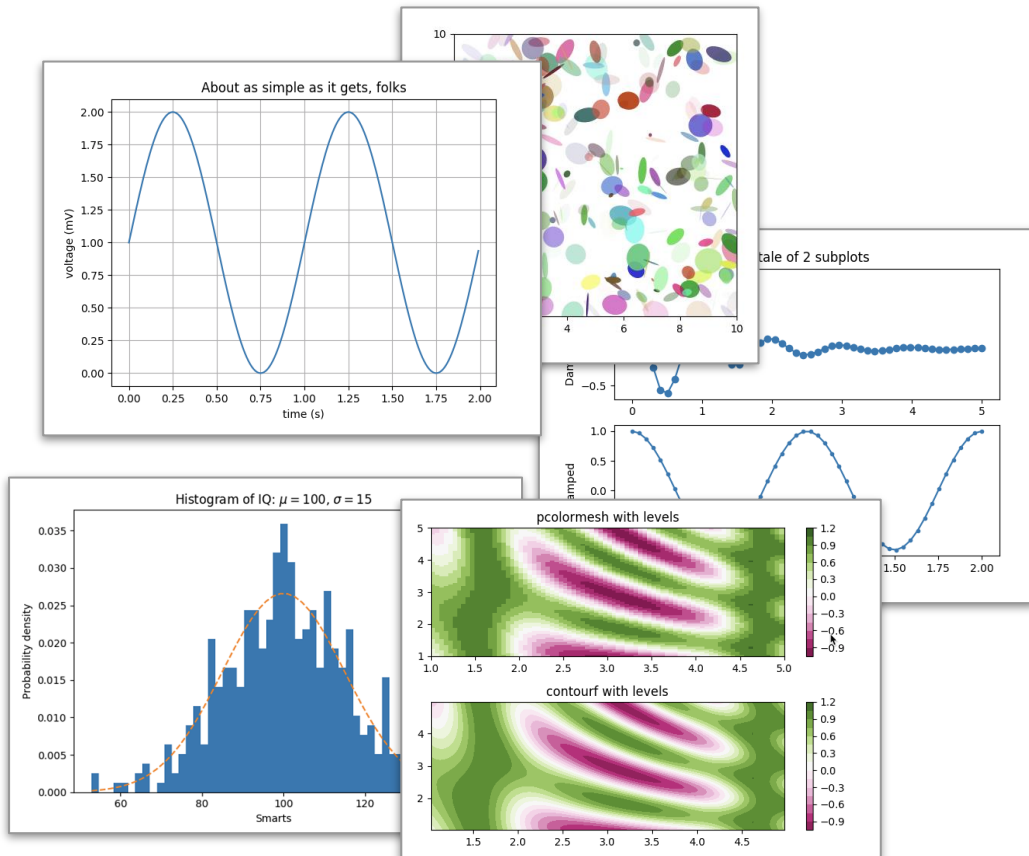 10
4 6 8 10
About as simple as it gets, folks
voltage (mV)
2.00
1.75
1.50
1.25
1.00
0.75
0.50
0.25
0.00
0.00 0.25 0.50 0.75 1.00 1.25 1.50 1.75 2.00
time (s)
tale of 2 subplots
Dam
−0.5
0 1 2 3 4 5
amped
1.0
0.5
0.0
1.50 1.75 2.00
Histogram of IQ: μ = 100, σ = 15
Probability density
0.035
0.030
0.025
0.020
0.015
0.010
0.005
0.000
60 80 100 120
Smarts
pcolormesh with levels
5
4
3
2
1
1.0 1.5 2.0 2.5 3.0 3.5 4.0 4.5 5.0
1.2
0.9
0.6
0.3
0.0
−0.3
−0.6
−0.9
contourf with levels
4
3
2
1.5 2.0 2.5 3.0 3.5 4.0 4.5
1.2
0.9
0.6
0.3
0.0
−0.3
−0.6
−0.9